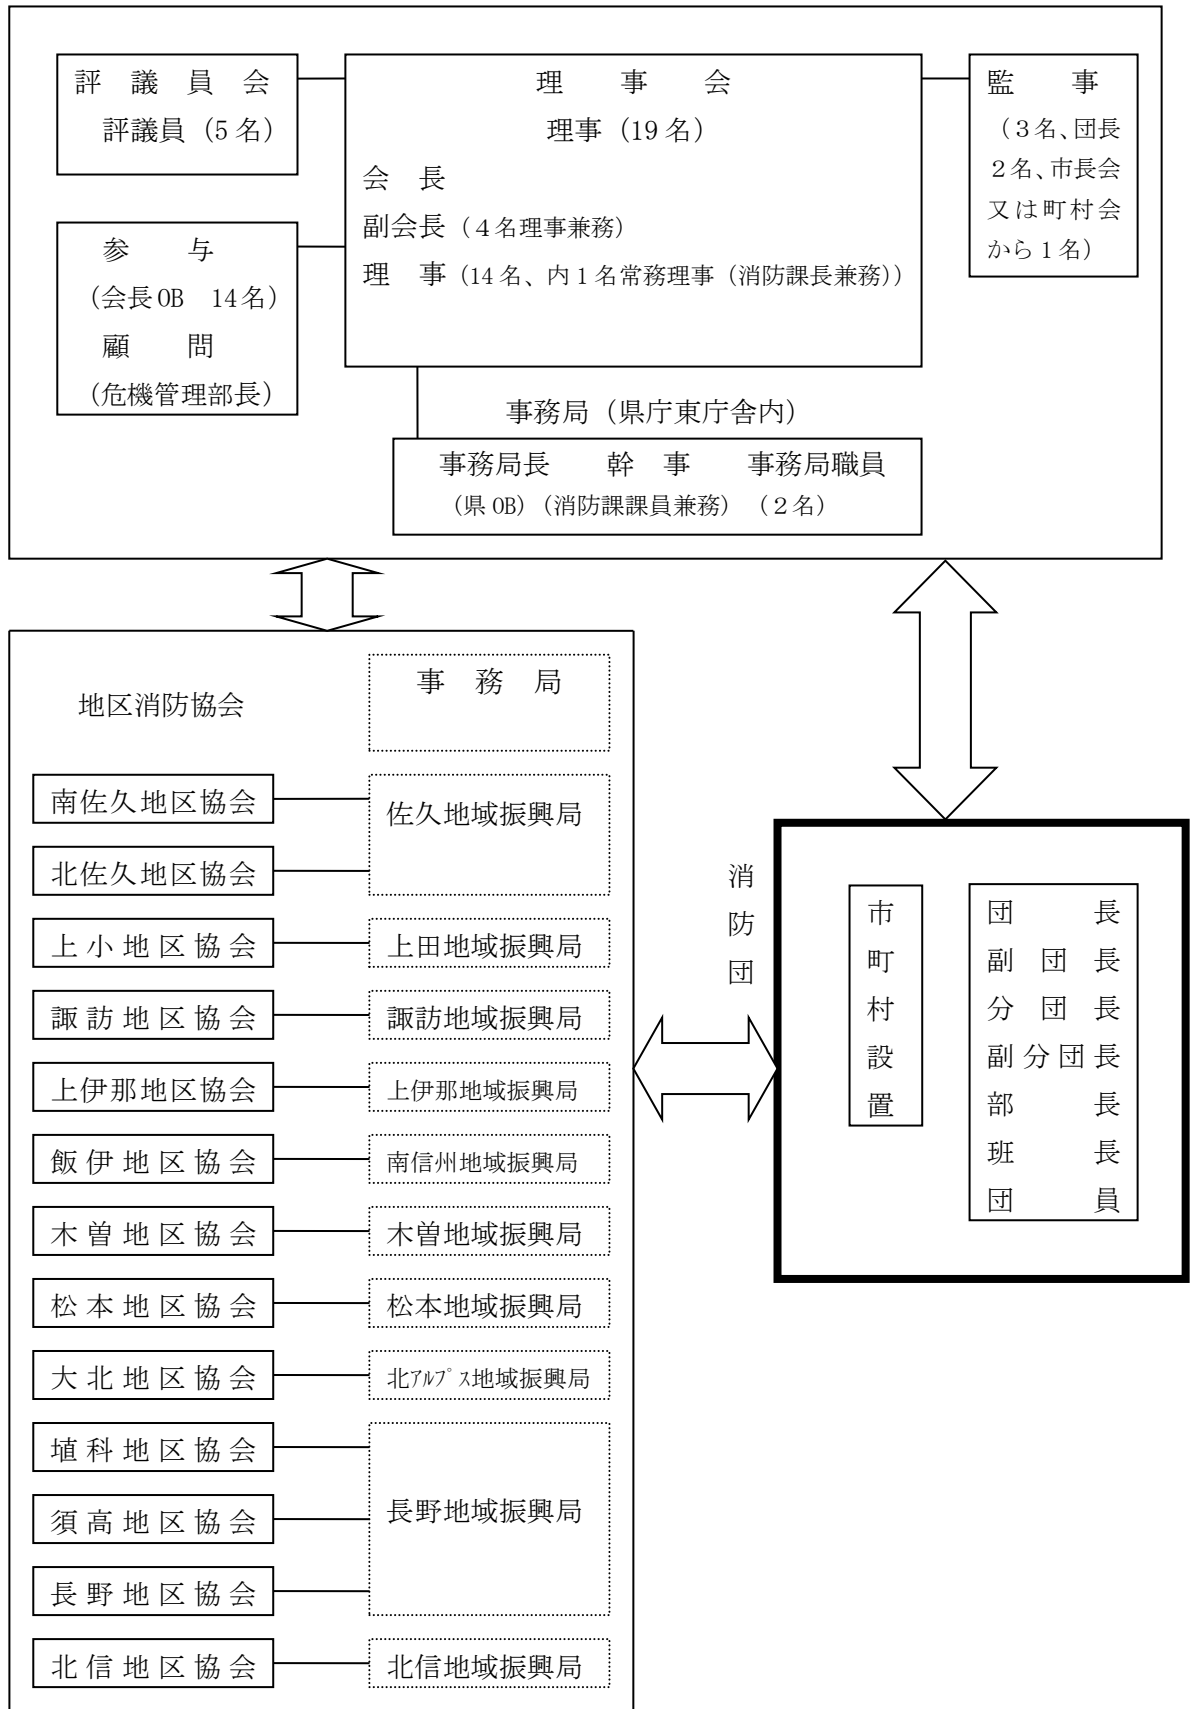 評議員会
評議員（5名）
理事会
理事（19名）
会長
副会長（４名理事兼務）
理事（14名、内１名常務理事（消防課長兼務））
監事
（３名、団長
２名、市長会
又は町村会
から１名）
参与
（会長OB　14名）
顧問
（危機管理部長）
事務局（県庁東庁舎内）
事務局長　幹事　事務局職員
（県OB）（消防課課員兼務）（２名）
地区消防協会
事務局
南佐久地区協会
佐久地域振興局
北佐久地区協会
上小地区協会
上田地域振興局
諏訪地区協会
諏訪地域振興局
上伊那地区協会
上伊那地域振興局
飯伊地区協会
南信州地域振興局
木曽地区協会
木曽地域振興局
松本地区協会
松本地域振興局
大北地区協会
北ｱﾙﾌﾟｽ地域振興局
埴科地区協会
須高地区協会
長野地域振興局
長野地区協会
北信地区協会
北信地域振興局
消防団
市町村設置
団長
副団長
分団長
副分団長
部長
班長
団員